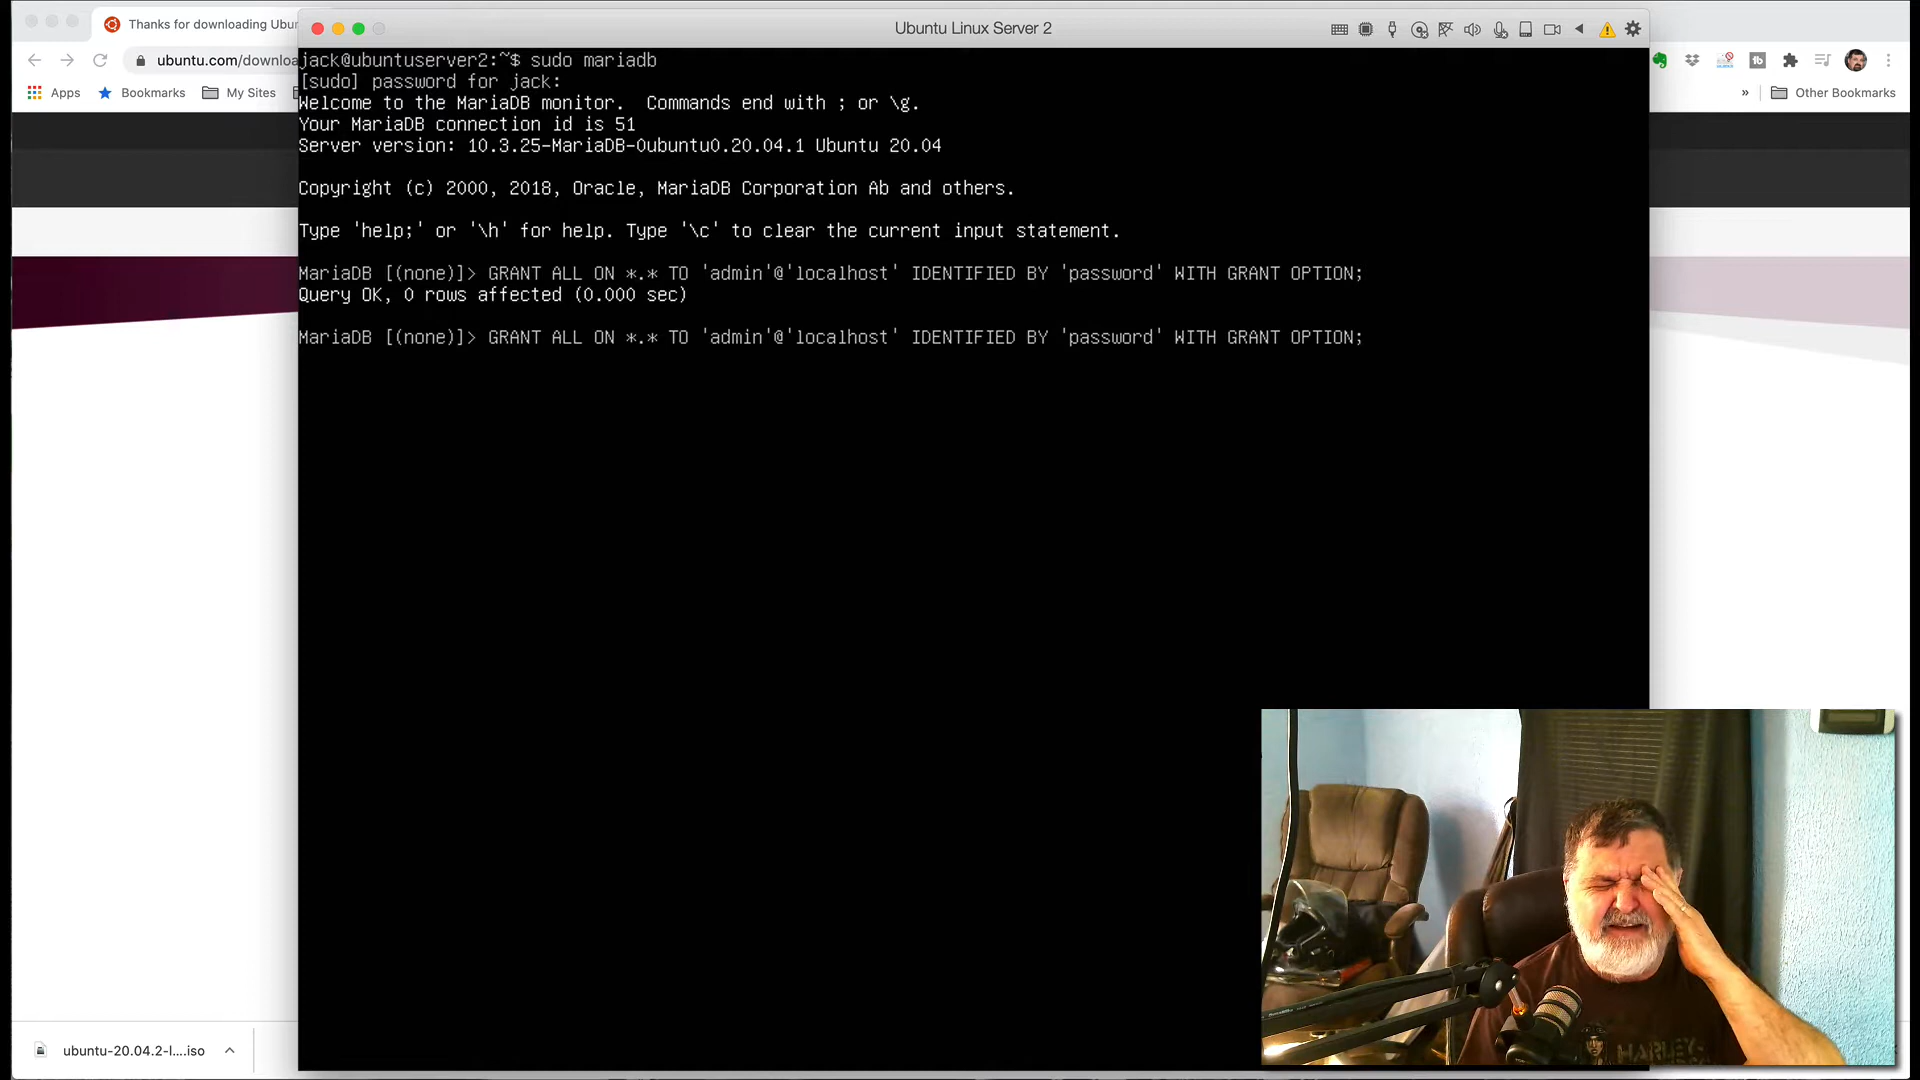 Thanks for downloading Ubun
Ubuntu Linux Server 2
ubuntu.com/downloa
Apps
Bookmarks
My Sites
»
Other Bookmarks
jack@ubuntuserver2:~$ sudo mariadb
[sudo] password for jack:
Welcome to the MariaDB monitor.  Commands end with ; or \g.
Your MariaDB connection id is 51
Server version: 10.3.25-MariaDB-0ubuntu0.20.04.1 Ubuntu 20.04
Copyright (c) 2000, 2018, Oracle, MariaDB Corporation Ab and others.
Type 'help;' or '\h' for help. Type '\c' to clear the current input statement.
MariaDB [(none)]> GRANT ALL ON *.* TO 'admin'@'localhost' IDENTIFIED BY 'password' WITH GRANT OPTION;
Query OK, 0 rows affected (0.000 sec)
MariaDB [(none)]> GRANT ALL ON *.* TO 'admin'@'localhost' IDENTIFIED BY 'password' WITH GRANT OPTION;
HARLEY-
ubuntu-20.04.2-l....iso